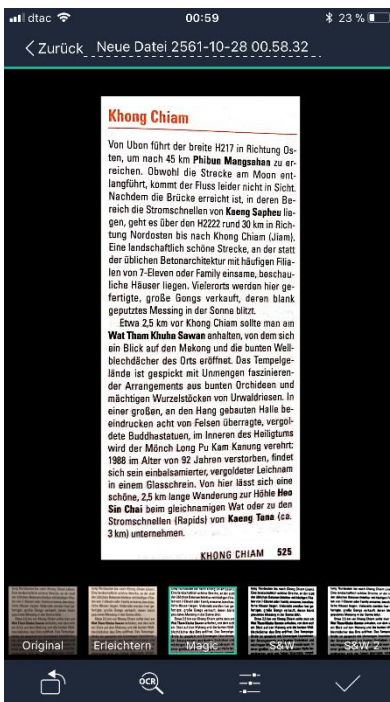 dtac
00:59
23 %
Zurück
Neue Datei 2561-10-28 00.58.32
Khong Chiam
Von Ubon führt der breite H217 in Richtung Os-
ten, um nach 45 km Phibun Mangsahan zu er-
reichen. Obwohl die Strecke am Moon ent-
langführt, kommt der Fluss leider nicht in Sicht.
Nachdem die Brücke erreicht ist, in deren Be-
reich die Stromschnellen von Kaeng Sapheu lie-
gen, geht es über den H2222 rund 30 km in Rich-
tung Nordosten bis nach Khong Chiam (Jiam).
Eine landschaftlich schöne Strecke, an der statt
der üblichen Betonarchitektur mit häufigen Filia-
len von 7-Eleven oder Family einsame, beschau-
liche Häuser liegen. Vielerorts werden hier ge-
fertigte, große Gongs verkauft, deren blank
geputztes Messing in der Sonne blitzt.
Etwa 2,5 km vor Khong Chiam sollte man am
Wat Tham Khuha Sawan anhalten, von dem sich
ein Blick auf den Makong und die bunten Well-
blechdächer des Orts eröffnet. Das Tempelge-
lände ist gespickt mit Unmengen faszinieren-
der Arrangements aus bunten Orchideen und
mächtigen Wurzelstöcken von Urwaldriesen. In
einer großen, an den Hang gebauten Halle be-
eindrucken acht von Felsen überragte, vergol-
dete Buddhastatuen, im Inneren des Heiligtums
wird der Mönch Long Pu Kam Kanung verehrt:
1988 im Alter von 92 Jahren verstorben, findet
sich sein einbalsamierter, vergoldeter Leichnam
in einem Glasschrein. Von hier lässt sich eine
schöne, 2,5 km lange Wanderung zur Höhle Heo
Sin Chai beim gleichnamigen Wat oder zu den
Stromschnellen (Rapids) von Kaeng Tana (ca.
3 km) unternehmen.
KHONG CHIAM 525
Original
Erleichtern
Magic
S&W
S&W 2
OCR